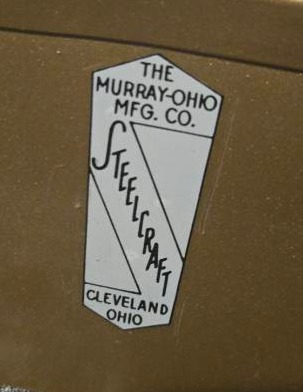 THE
MURRAY-OHIO
MFG. CO.
STEELCRAFT
CLEVELAND
OHIO